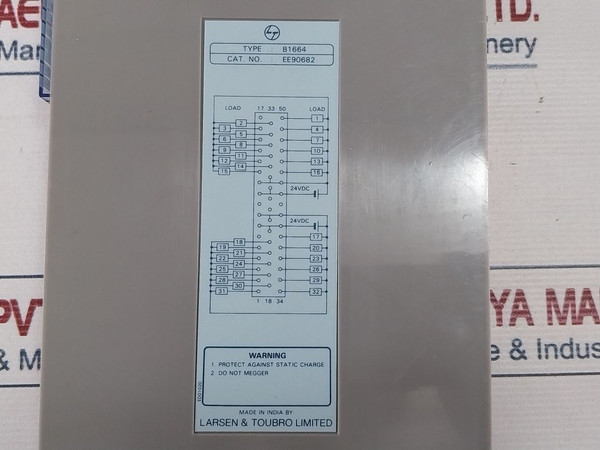 AE
LTD.
Mar
nery
TYPE : B1664
CAT. NO. : EE90682
LOAD 17 33 50 LOAD
2 1
3 5 4
6 8 7
9 11 10
12 14 13
15 16
24VDC
24VDC
18 17
19 21 20
22 24 23
25 27 26
28 30 29
31 32
1 18 34
PVT
YA MA
& M
e & Indus
WARNING
1 PROTECT AGAINST STATIC CHARGE
2 DO NOT MEGGER
MADE IN INDIA BY
LARSEN & TOUBRO LIMITED